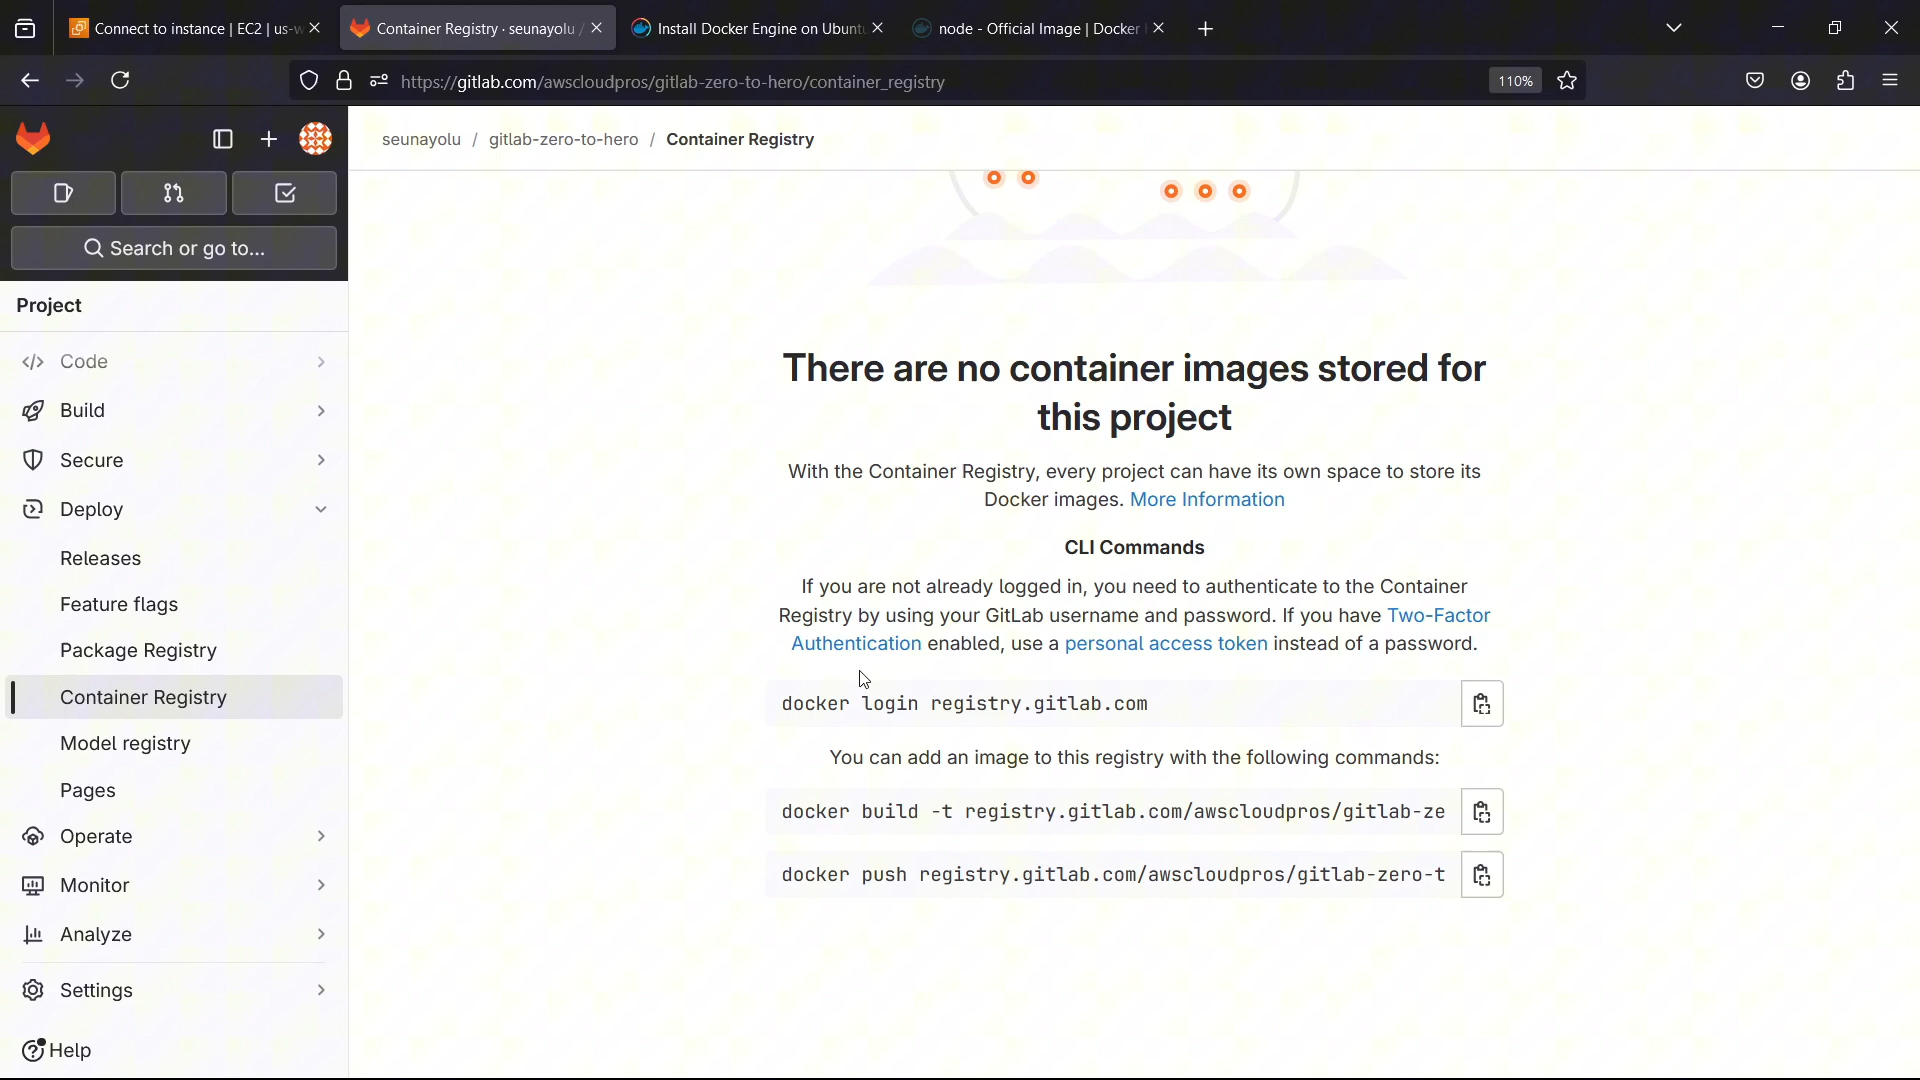 Connect to instance | EC2 | us-w
Container Registry · seunayolu /
Install Docker Engine on Ubuntu
node - Official Image | Docker
https://gitlab.com/awscloudpros/gitlab-zero-to-hero/container_registry
110%
seunayolu / gitlab-zero-to-hero / Container Registry
Search or go to...
Project
Code
Build
Secure
Deploy
Releases
Feature flags
Package Registry
Container Registry
Model registry
Pages
Operate
Monitor
Analyze
Settings
Help
There are no container images stored for
this project
With the Container Registry, every project can have its own space to store its
Docker images. More Information
CLI Commands
If you are not already logged in, you need to authenticate to the Container
Registry by using your GitLab username and password. If you have Two-Factor
Authentication enabled, use a personal access token instead of a password.
docker login registry.gitlab.com
You can add an image to this registry with the following commands:
docker build -t registry.gitlab.com/awscloudpros/gitlab-ze
docker push registry.gitlab.com/awscloudpros/gitlab-zero-t